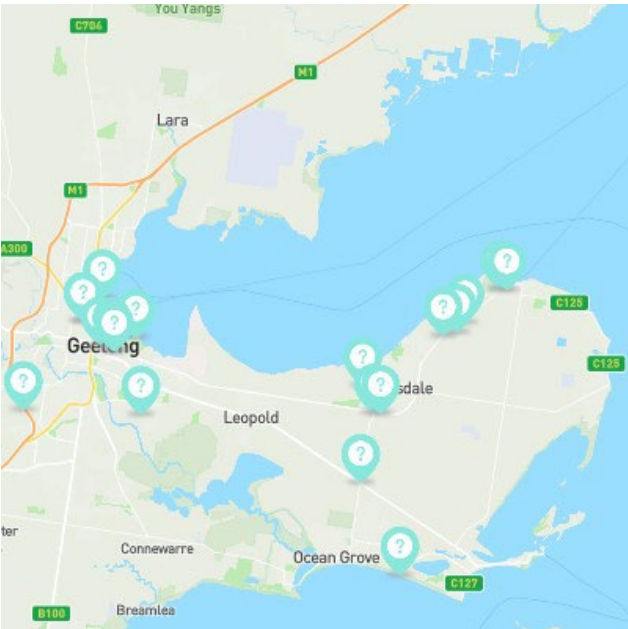 You Yangs
C706
M1
Lara
M1
A300
Geelong
C125
C125
Leopold
Connewarre
Ocean Grove
C127
B100
Breamlea